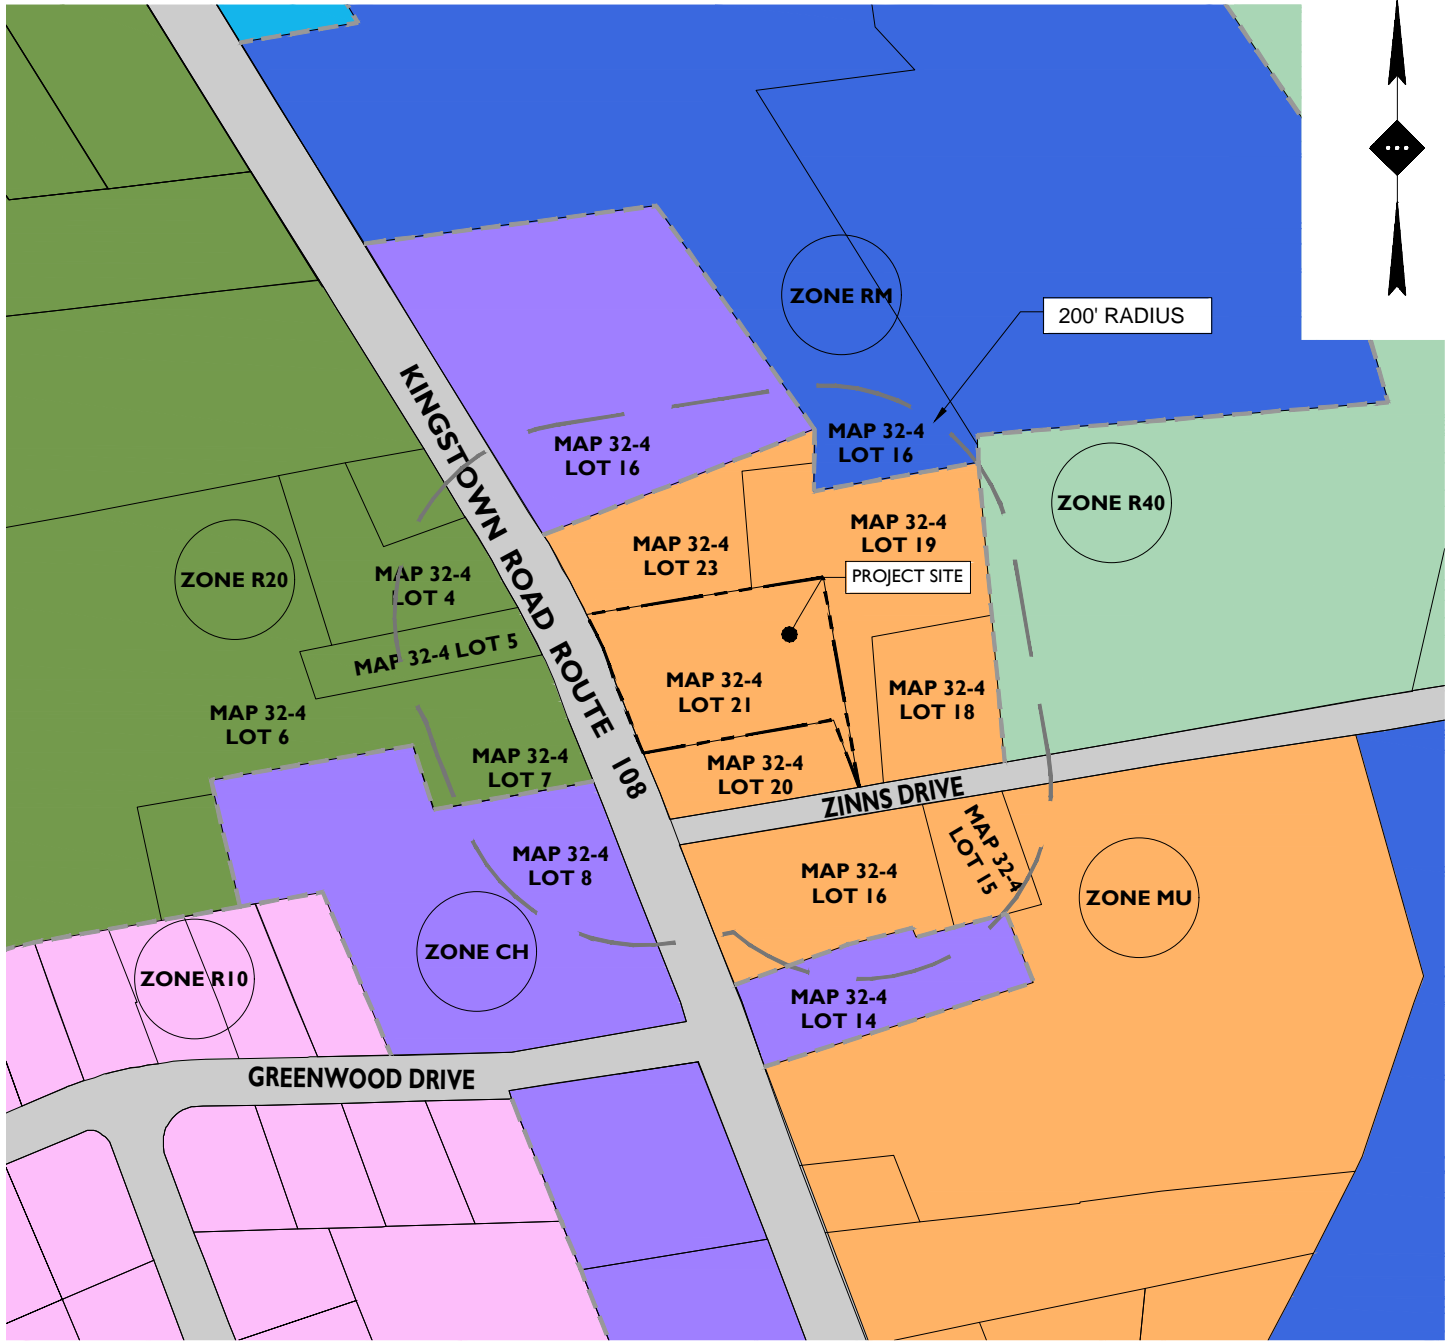 ZONE RM
200' RADIUS
KINGSTOWN ROAD ROUTE 108
MAP 32-4
LOT 16
MAP 32-4
LOT 16
ZONE R40
MAP 32-4
LOT 19
MAP 32-4
LOT 23
PROJECT SITE
ZONE R20
MAP 32-4
LOT 4
MAP 32-4 LOT 5
MAP 32-4
LOT 21
MAP 32-4
LOT 18
MAP 32-4
LOT 6
MAP 32-4
LOT 7
MAP 32-4
LOT 20
ZINNS DRIVE
MAP 32-4
LOT 15
MAP 32-4
LOT 8
MAP 32-4
LOT 16
ZONE MU
ZONE CH
ZONE R10
MAP 32-4
LOT 14
GREENWOOD DRIVE